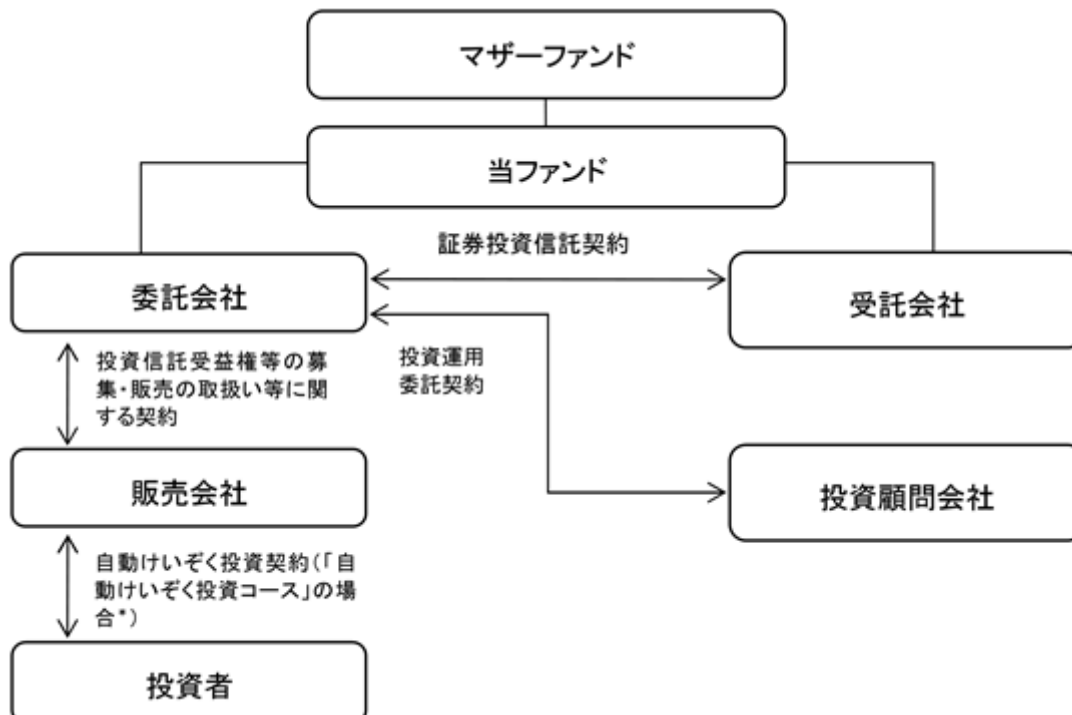 マザーファンド
当ファンド
証券投資信託契約
委託会社
受託会社
投資信託受益権等の募
集・販売の取扱い等に関
する契約
投資運用
委託契約
販売会社
投資顧問会社
自動けいぞく投資契約(「自
動けいぞく投資コース」の場
合*)
投資者